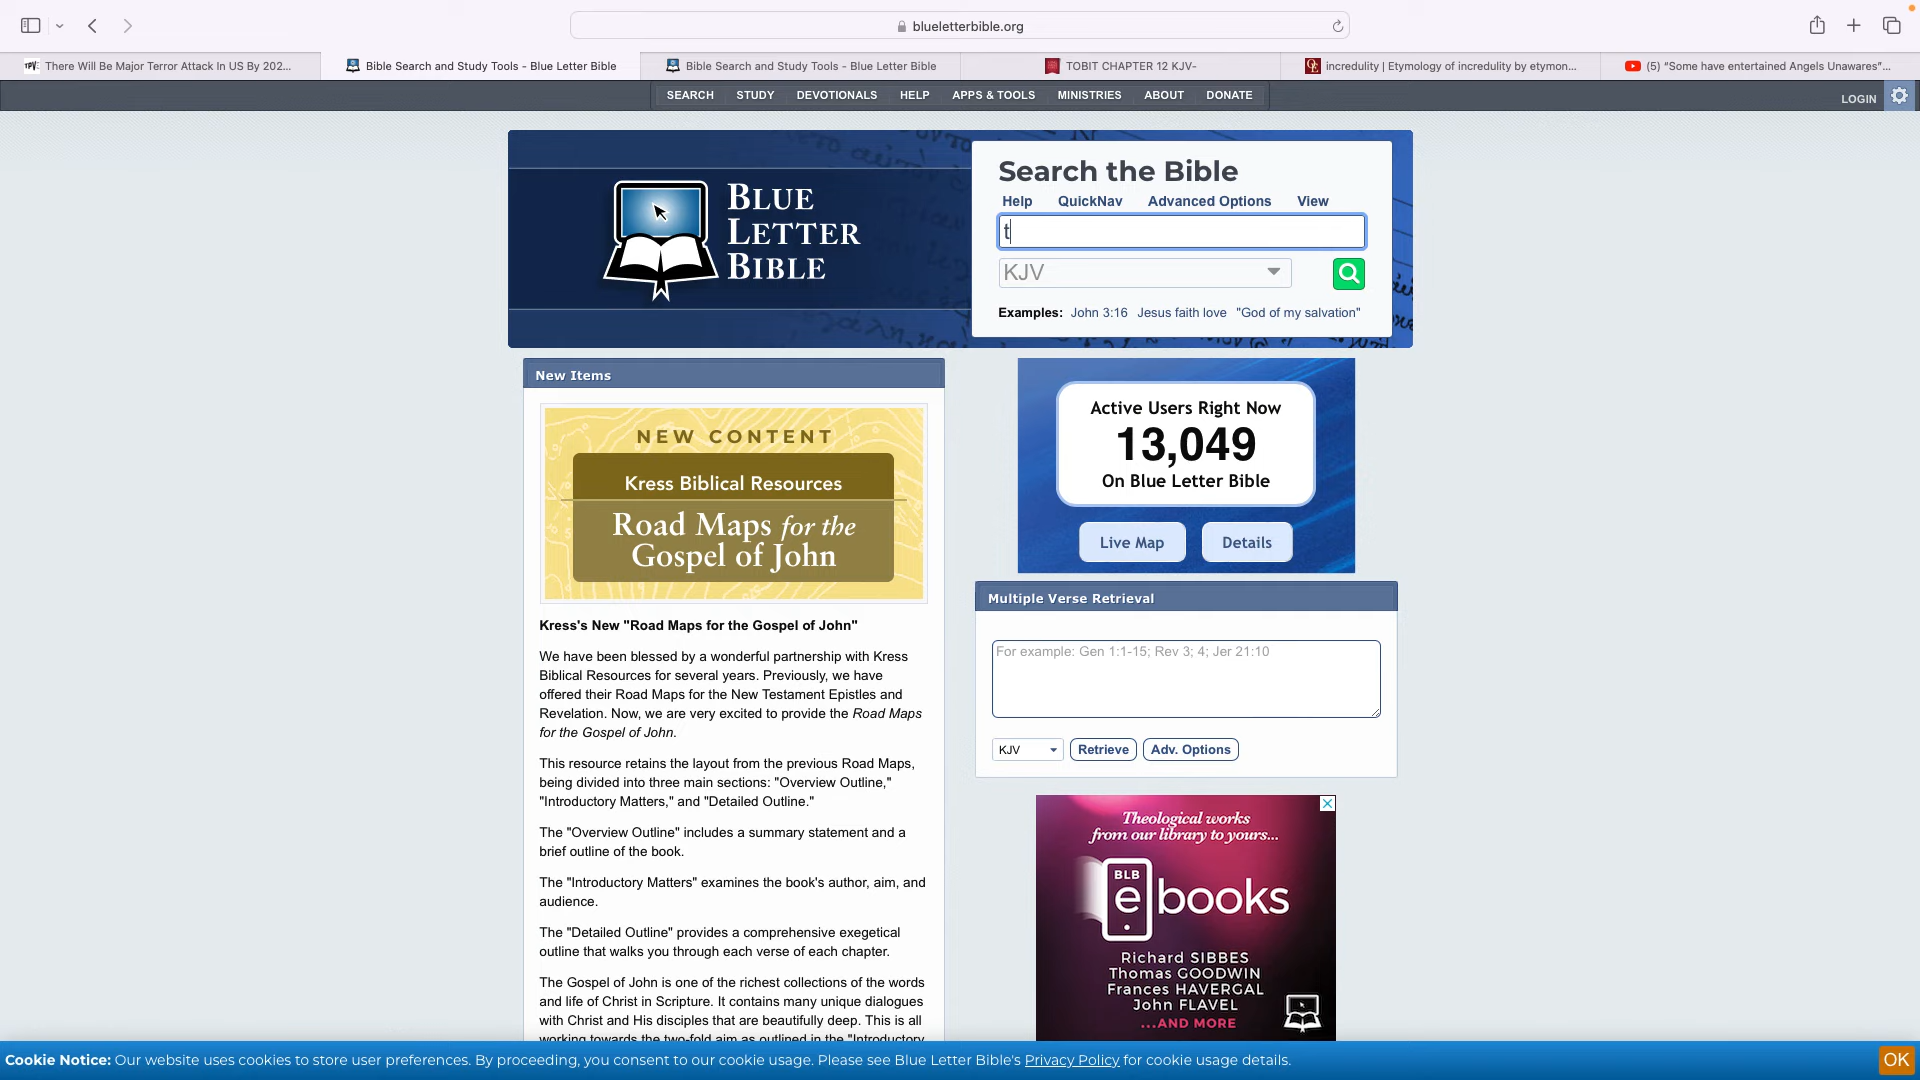 blueletterbible.org
TPV: There Will Be Major Terror Attack In US By 202...
Bible Search and Study Tools - Blue Letter Bible
Bible Search and Study Tools - Blue Letter Bible
TOBIT CHAPTER 12 KJV-
incredulity | Etymology of incredulity by etymon...
(5) “Some have entertained Angels Unawares”...
SEARCH STUDY DEVOTIONALS HELP APPS & TOOLS MINISTRIES ABOUT DONATE
LOGIN
BLUE
LETTER
BIBLE
Search the Bible
Help QuickNav Advanced Options View
t
KJV
Examples: John 3:16 Jesus faith love "God of my salvation"
New Items
NEW CONTENT
Kress Biblical Resources
Road Maps for the
Gospel of John
Kress's New "Road Maps for the Gospel of John"
We have been blessed by a wonderful partnership with Kress
Biblical Resources for several years. Previously, we have
offered their Road Maps for the New Testament Epistles and
Revelation. Now, we are very excited to provide the Road Maps
for the Gospel of John.
This resource retains the layout from the previous Road Maps,
being divided into three main sections: "Overview Outline,"
"Introductory Matters," and "Detailed Outline."
The "Overview Outline" includes a summary statement and a
brief outline of the book.
The "Introductory Matters" examines the book's author, aim, and
audience.
The "Detailed Outline" provides a comprehensive exegetical
outline that walks you through each verse of each chapter.
The Gospel of John is one of the richest collections of the words
and life of Christ in Scripture. It contains many unique dialogues
with Christ and His disciples that are beautifully deep. This is all
working towards the two-fold aim as outlined in the "Introductory
Active Users Right Now
13,049
On Blue Letter Bible
Live Map Details
Multiple Verse Retrieval
For example: Gen 1:1-15; Rev 3; 4; Jer 21:10
KJV Retrieve Adv. Options
Theological works
from our library to yours...
BLB
ebooks
Richard SIBBES
Thomas GOODWIN
Frances HAVERGAL
John FLAVEL
...AND MORE
Cookie Notice: Our website uses cookies to store user preferences. By proceeding, you consent to our cookie usage. Please see Blue Letter Bible's Privacy Policy for cookie usage details.
OK